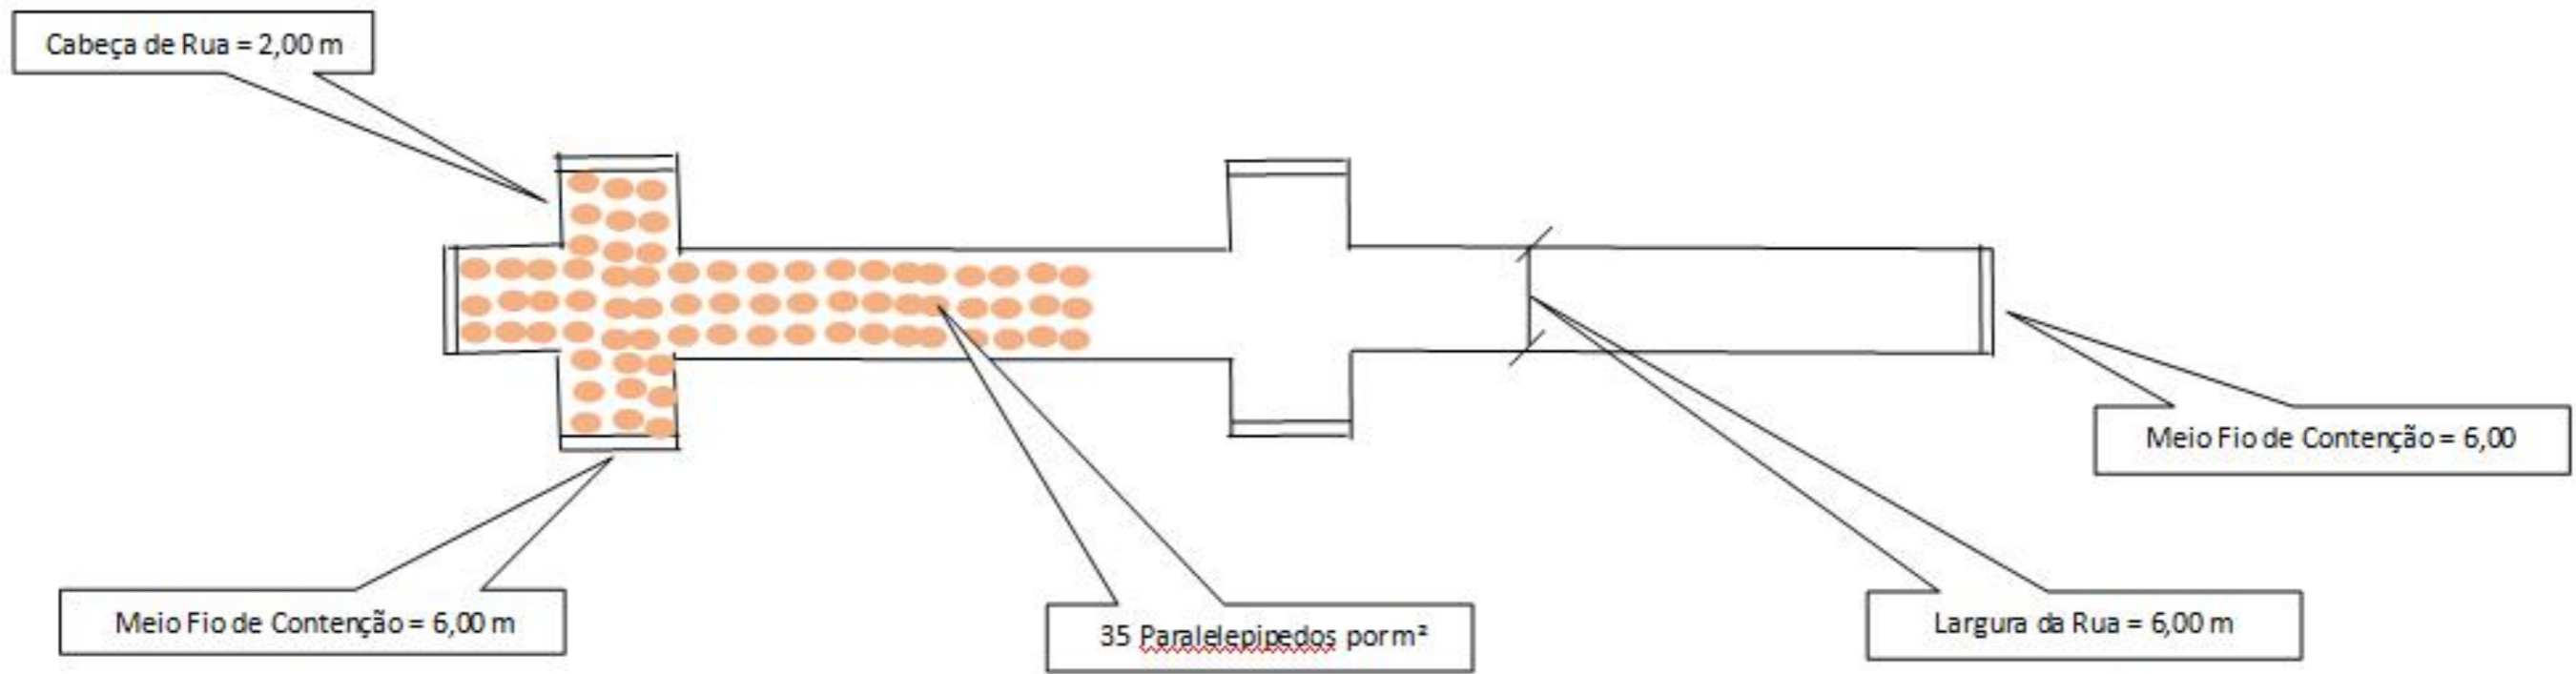 Cabeça de Rua = 2,00 m
Meio Fio de Contenção = 6,00
Meio Fio de Contenção = 6,00 m
35 Paralelepipedos por m²
Largura da Rua = 6,00 m